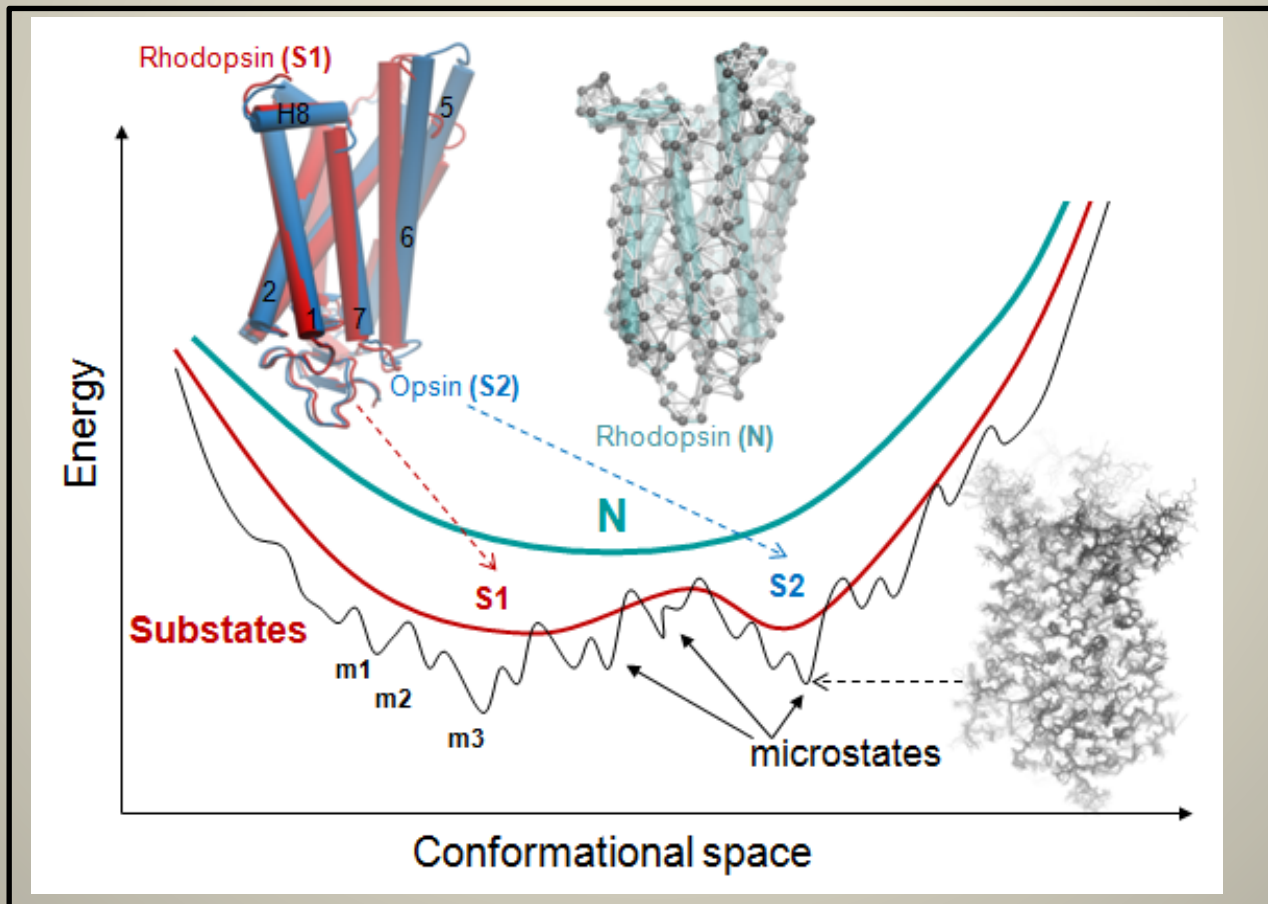 Rhodopsin (S1)
H8
5
6
2
1
7
Opsin (S2)
Rhodopsin (N)
Energy
N
S1
S2
Substates
m1
m2
m3
microstates
Conformational space